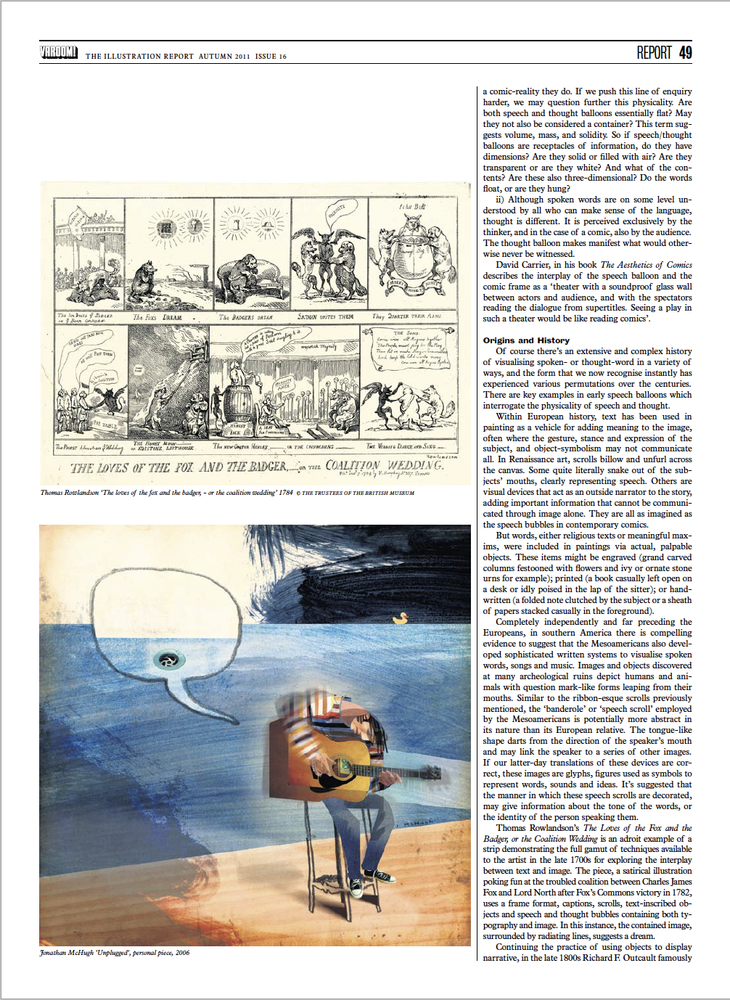 VAROOM!
THE ILLUSTRATION REPORT AUTUMN 2011 ISSUE 16
REPORT 49
John Bull
The Fox's DREAM
The BADGERS DREAM
SATHAN UNITES THEM
They QUARTER THEIR ARMS.
THE SONG.
PAY TABLE
HONEST
JACK
The HONEY MOON
or EDISTONE LIGHTHOUSE
THE WEDING DANCE AND SONG
THE LOVES OF THE FOX AND THE BADGER, — OR THE COALITION WEDDING.
Thomas Rowlandson 'The loves of the fox and the badger, - or the coalition wedding' 1784 © THE TRUSTEES OF THE BRITISH MUSEUM
McHugh
Jonathan McHugh 'Unplugged', personal piece, 2006
a comic-reality they do. If we push this line of enquiry
harder, we may question further this physicality. Are
both speech and thought balloons essentially flat? May
they not also be considered a container? This term sug-
gests volume, mass, and solidity. So if speech/thought
balloons are receptacles of information, do they have
dimensions? Are they solid or filled with air? Are they
transparent or are they white? And what of the con-
tents? Are these also three-dimensional? Do the words
float, or are they hung?
ii) Although spoken words are on some level un-
derstood by all who can make sense of the language,
thought is different. It is perceived exclusively by the
thinker, and in the case of a comic, also by the audience.
The thought balloon makes manifest what would other-
wise never be witnessed.
David Carrier, in his book The Aesthetics of Comics
describes the interplay of the speech balloon and the
comic frame as a 'theater with a soundproof glass wall
between actors and audience, and with the spectators
reading the dialogue from supertitles. Seeing a play in
such a theater would be like reading comics'.
Origins and History
Of course there's an extensive and complex history
of visualising spoken- or thought-word in a variety of
ways, and the form that we now recognise instantly has
experienced various permutations over the centuries.
There are key examples in early speech balloons which
interrogate the physicality of speech and thought.
Within European history, text has been used in
painting as a vehicle for adding meaning to the image,
often where the gesture, stance and expression of the
subject, and object-symbolism may not communicate
all. In Renaissance art, scrolls billow and unfurl across
the canvas. Some quite literally snake out of the sub-
jects' mouths, clearly representing speech. Others are
visual devices that act as an outside narrator to the story,
adding important information that cannot be communi-
cated through image alone. They are all as imagined as
the speech bubbles in contemporary comics.
But words, either religious texts or meaningful max-
ims, were included in paintings via actual, palpable
objects. These items might be engraved (grand carved
columns festooned with flowers and ivy or ornate stone
urns for example); printed (a book casually left open on
a desk or idly poised in the lap of the sitter); or hand-
written (a folded note clutched by the subject or a sheath
of papers stacked casually in the foreground).
Completely independently and far preceding the
Europeans, in southern America there is compelling
evidence to suggest that the Mesoamericans also devel-
oped sophisticated written systems to visualise spoken
words, songs and music. Images and objects discovered
at many archeological ruins depict humans and ani-
mals with question mark-like forms leaping from their
mouths. Similar to the ribbon-esque scrolls previously
mentioned, the 'banderole' or 'speech scroll' employed
by the Mesoamericans is potentially more abstract in
its nature than its European relative. The tongue-like
shape darts from the direction of the speaker's mouth
and may link the speaker to a series of other images.
If our latter-day translations of these devices are cor-
rect, these images are glyphs, figures used as symbols to
represent words, sounds and ideas. It's suggested that
the manner in which these speech scrolls are decorated,
may give information about the tone of the words, or
the identity of the person speaking them.
Thomas Rowlandson's The Loves of the Fox and the
Badger, or the Coalition Wedding is an adroit example of a
strip demonstrating the full gamut of techniques available
to the artist in the late 1700s for exploring the interplay
between text and image. The piece, a satirical illustration
poking fun at the troubled coalition between Charles James
Fox and Lord North after Fox's Commons victory in 1782,
uses a frame format, captions, scrolls, text-inscribed ob-
jects and speech and thought bubbles containing both ty-
pography and image. In this instance, the contained image,
surrounded by radiating lines, suggests a dream.
Continuing the practice of using objects to display
narrative, in the late 1800s Richard F. Outcault famously